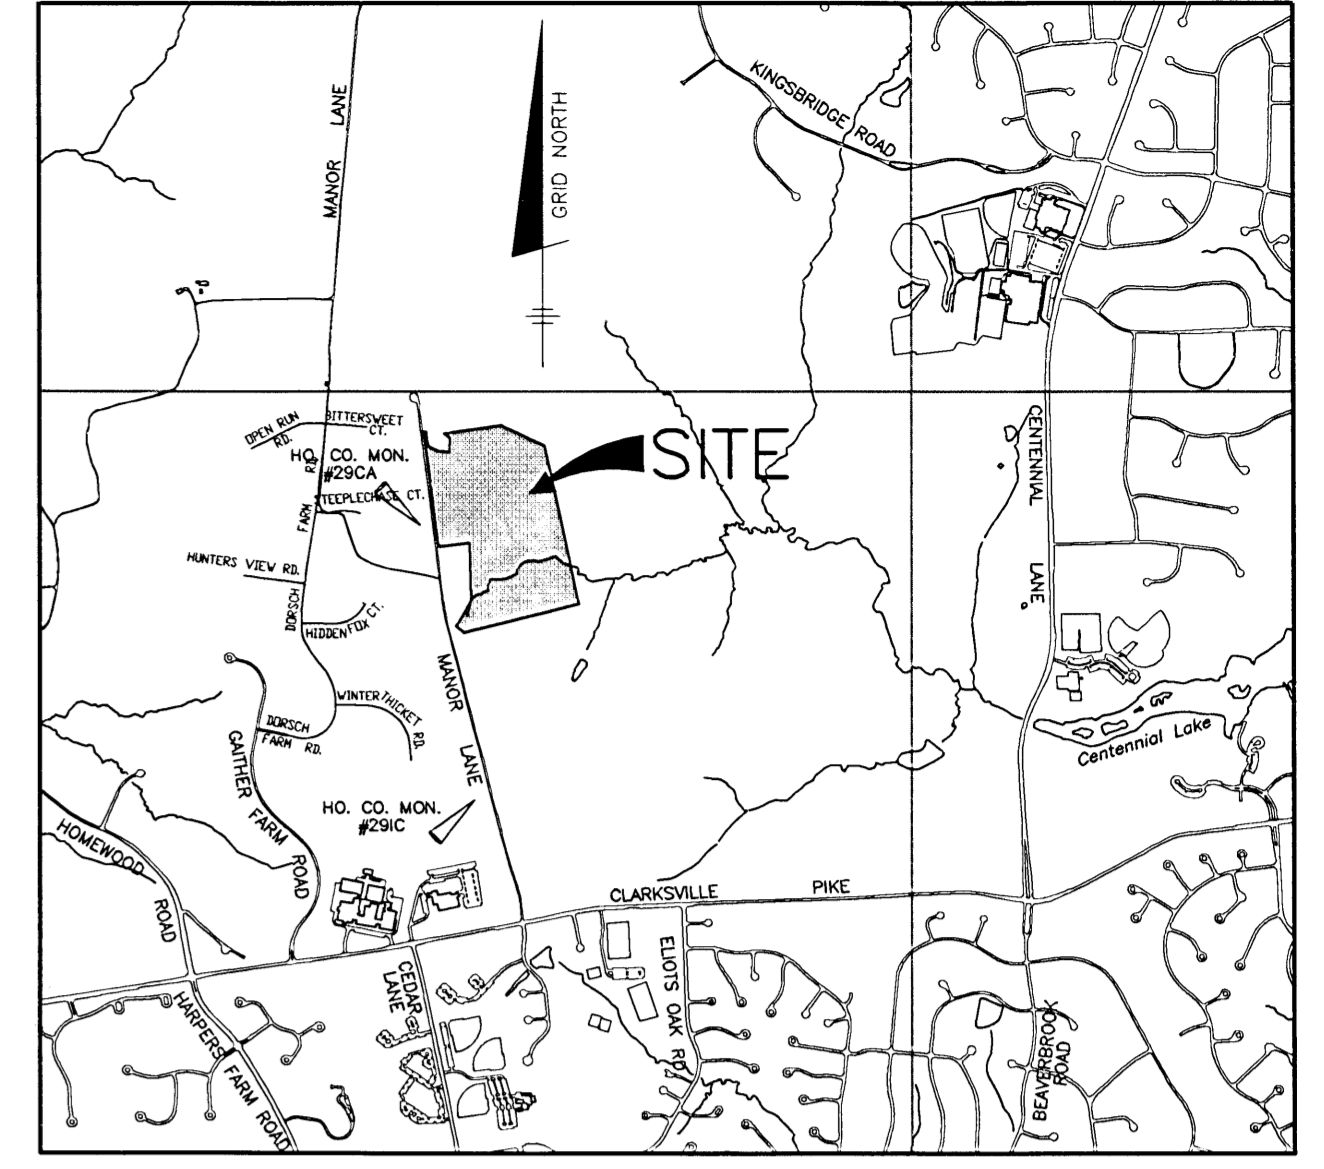 KINGSBRIDGE ROAD
MANOR LANE
GRID NORTH
OPEN RUN
RD.
BITTERSWEET
CT.
HO. CO. MON.
#29CA
SITE
STEEPLECHASE CT.
FARM RD.
CENTENNIAL LANE
HUNTERS VIEW RD.
DORSCH
HIDDEN FOX CT.
MANOR LANE
WINTER THICKET RD.
DORSCH
FARM RD.
GAITHER FARM ROAD
Centennial Lake
HO. CO. MON.
#29IC
HOMEWOOD ROAD
CLARKSVILLE PIKE
ELIOTS OAK RD.
CEDAR
LANE
HARPERS FARM ROAD
BEAVERBROOK
ROAD